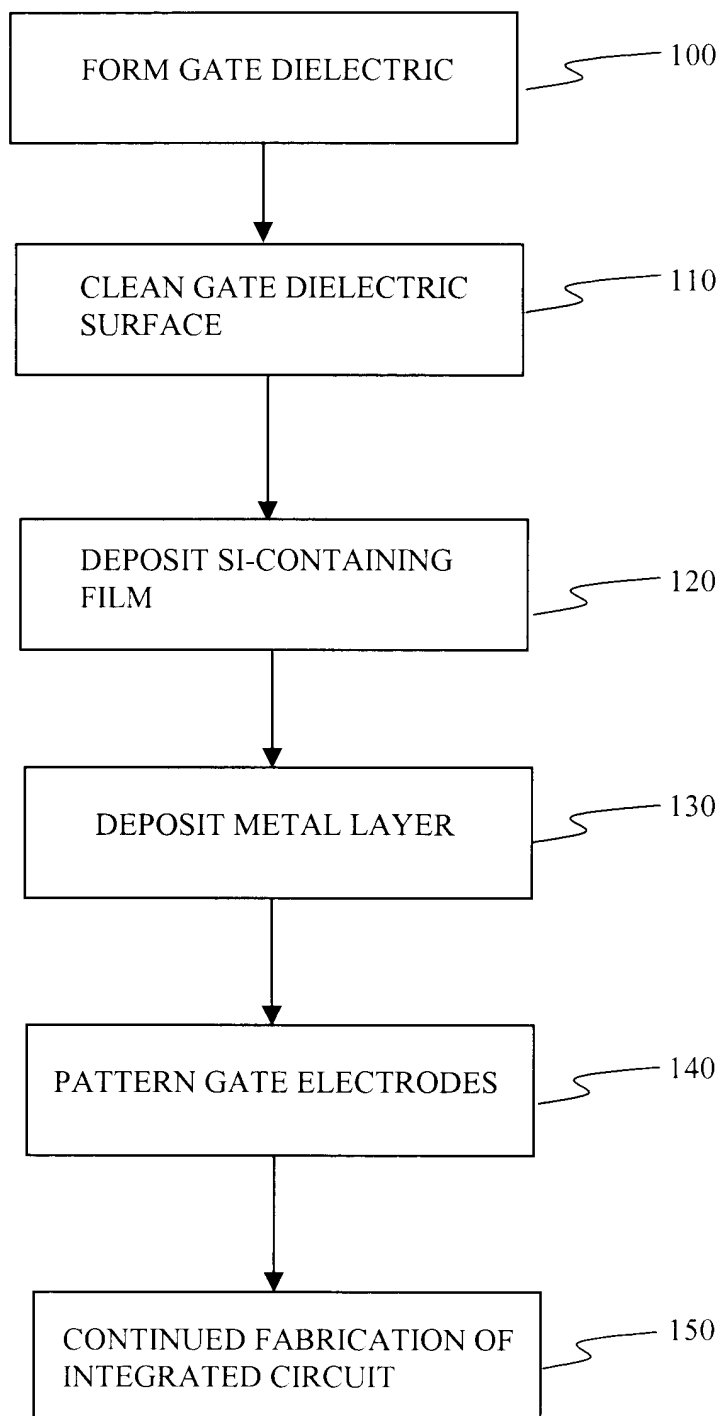 FORM GATE DIELECTRIC
100
CLEAN GATE DIELECTRIC
SURFACE
110
DEPOSIT SI-CONTAINING
FILM
120
DEPOSIT METAL LAYER
130
PATTERN GATE ELECTRODES
140
CONTINUED FABRICATION OF
INTEGRATED CIRCUIT
150